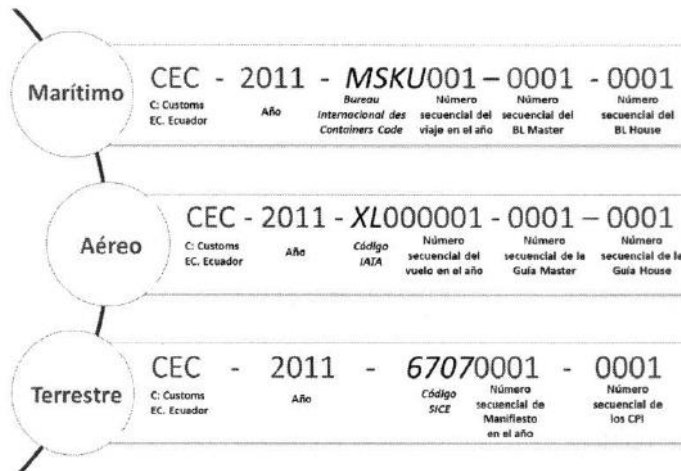 Marítimo
CEC - 2011 - MSKU001 – 0001 - 0001
C: Customs
EC. Ecuador
Año
Bureau
Internacional des
Containers Code
Número
secuencial del
viaje en el año
Número
secuencial del
BL Master
Número
secuencial del
BL House
Aéreo
CEC - 2011 - XL000001 - 0001 – 0001
C: Customs
EC. Ecuador
Año
Código
IATA
Número
secuencial del
vuelo en el año
Número
secuencial de la
Guía Master
Número
secuencial de la
Guía House
Terrestre
CEC - 2011 - 67070001 - 0001
C: Customs
EC. Ecuador
Año
Código
SICE
Número
secuencial de
Manifiesto
en el año
Número
secuencial de
los CPI